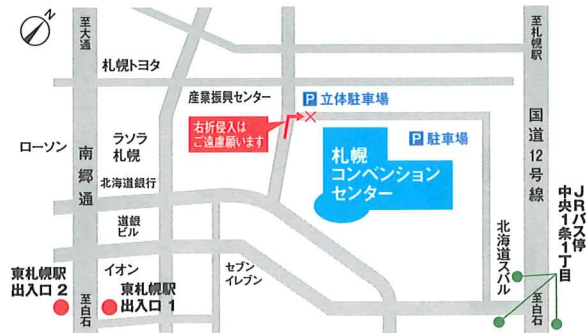 N
至大通
至札幌駅
札幌トヨタ
産業振興センター
P 立体駐車場
右折侵入は
ご遠慮願います
P 駐車場
国道12号線
ローソン
南郷通
ラソラ
札幌
札幌
コンベンション
センター
北海道銀行
道銀
ビル
JRバス停
中央1条1丁目
北海道スバル
東札幌駅
出入口 2
イオン
東札幌駅
出入口 1
セブン
イレブン
至白石
至白石